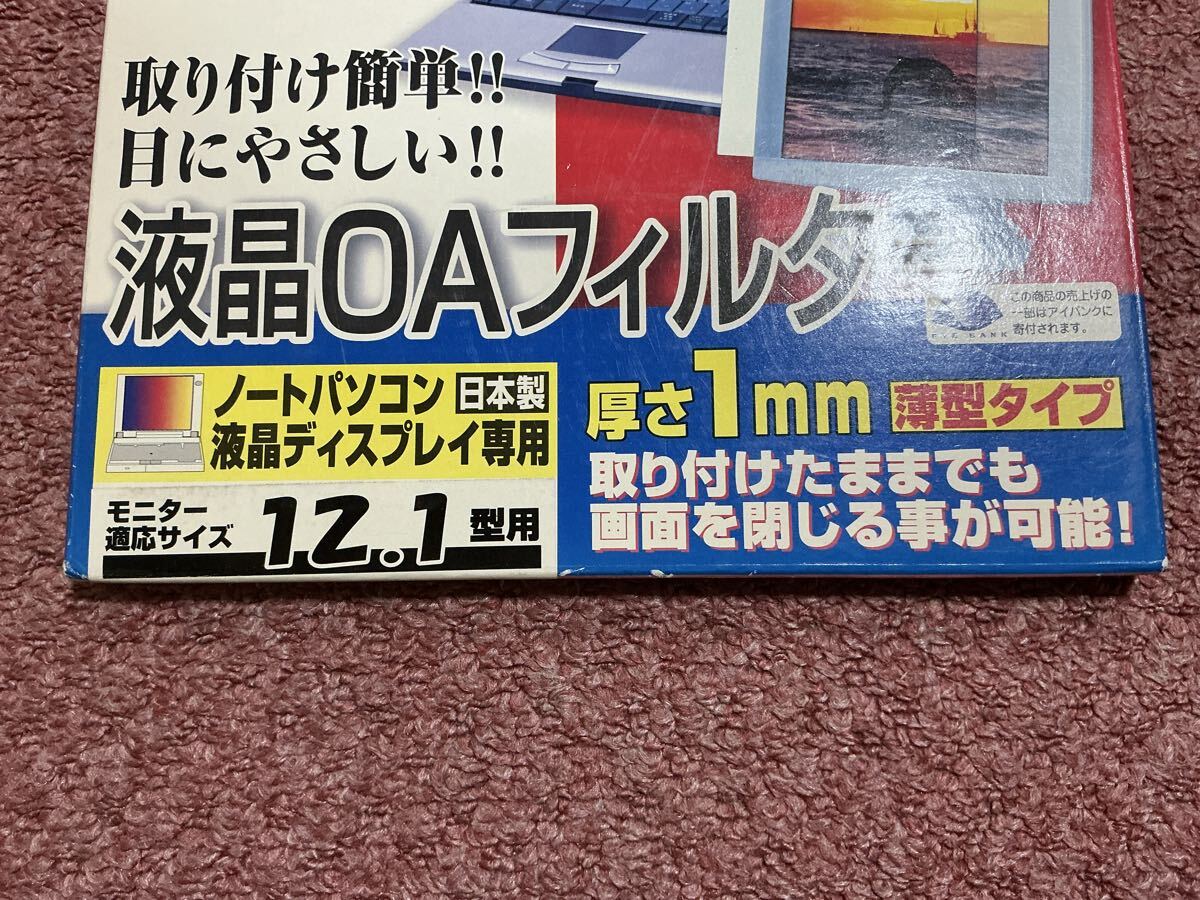 取り付け簡単!!
目にやさしい!!
液晶OAフィルター
EYE BANK
この商品の売上げの
一部はアイバンクに
寄付されます。
ノートパソコン 日本製
液晶ディスプレイ専用
モニター
適応サイズ
12.1型用
厚さ1mm 薄型タイプ
取り付けたままでも
画面を閉じる事が可能!